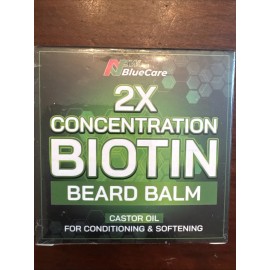 BlueCare
2X
CONCENTRATION
BIOTIN
BEARD BALM
CASTOR OIL
FOR CONDITIONING & SOFTENING